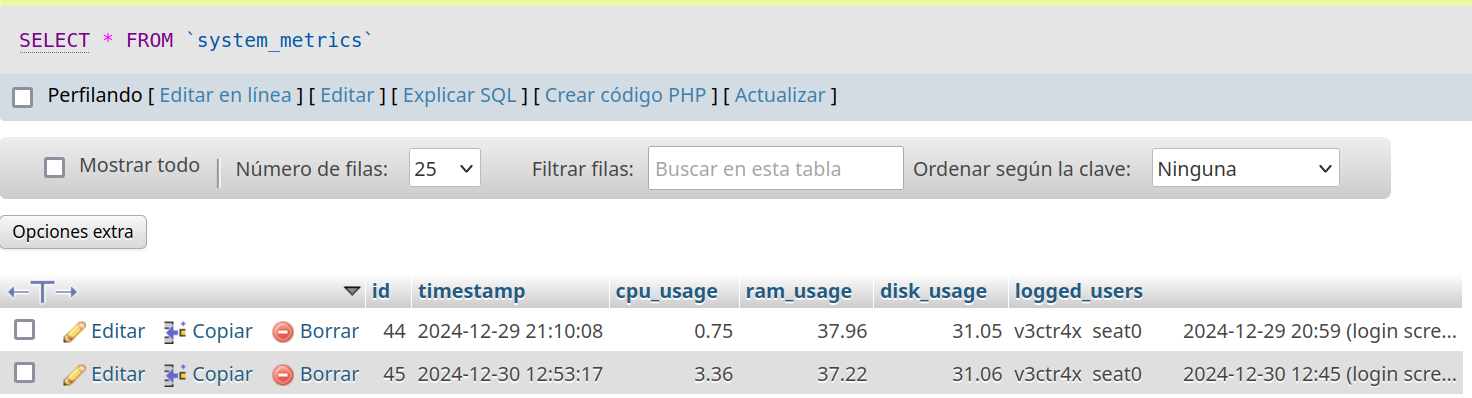 SELECT * FROM `system_metrics`
Perfilando [ Editar en línea ] [ Editar ] [ Explicar SQL ] [ Crear código PHP ] [ Actualizar ]
Mostrar todo | Número de filas: 25 Filtrar filas: Buscar en esta tabla Ordenar según la clave: Ninguna
Opciones extra
←T→ id timestamp cpu_usage ram_usage disk_usage logged_users
Editar Copiar Borrar 44 2024-12-29 21:10:08 0.75 37.96 31.05 v3ctr4x seat0 2024-12-29 20:59 (login scre...
Editar Copiar Borrar 45 2024-12-30 12:53:17 3.36 37.22 31.06 v3ctr4x seat0 2024-12-30 12:45 (login scre...